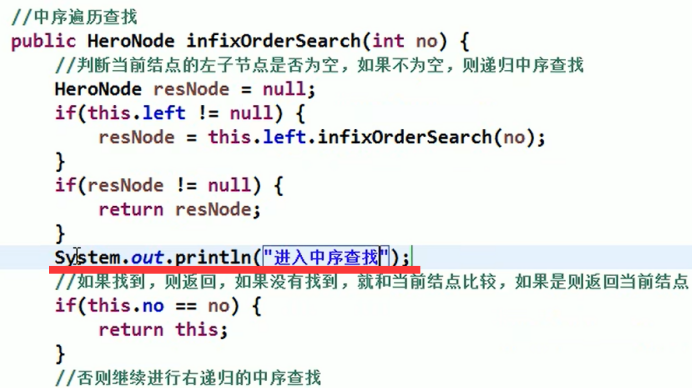 //中序遍历查找
public HeroNode infixOrderSearch(int no) {
//判断当前结点的左子节点是否为空，如果不为空，则递归中序查找
HeroNode resNode = null;
if(this.left != null) {
resNode = this.left.infixOrderSearch(no);
}
if(resNode != null) {
return resNode;
}
System.out.println("进入中序查找");
//如果找到，则返回，如果没有找到，就和当前结点比较，如果是则返回当前结点
if(this.no == no) {
return this;
}
//否则继续进行右递归的中序查找